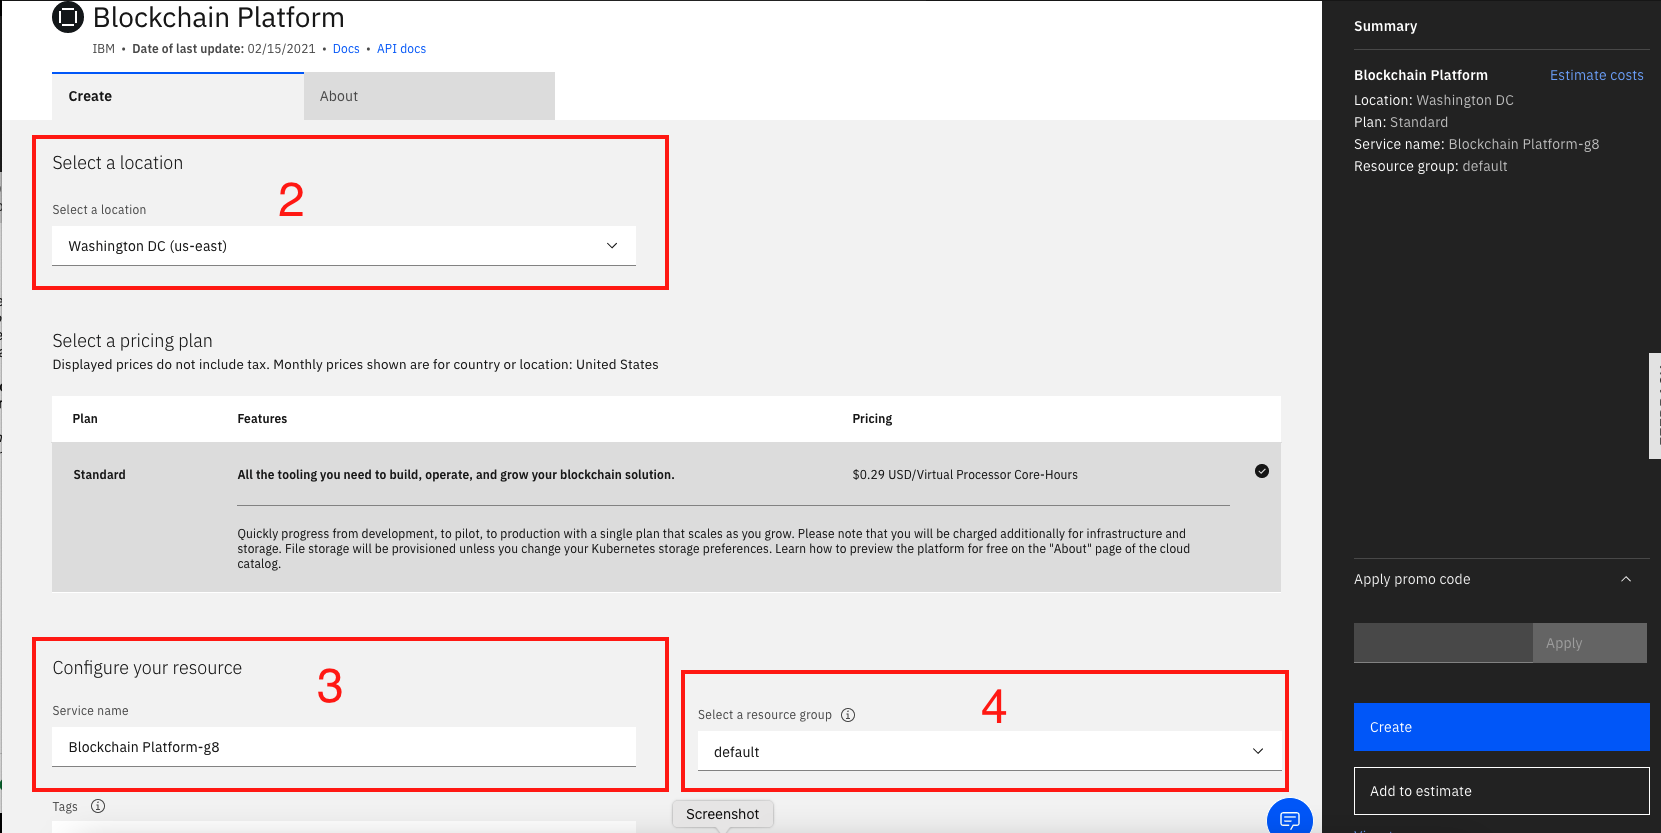 Blockchain Platform
IBM • Date of last update: 02/15/2021 • Docs • API docs
Create
About
Select a location
2
Select a location
Washington DC (us-east)
Select a pricing plan
Displayed prices do not include tax. Monthly prices shown are for country or location: United States
Plan Features Pricing
Standard All the tooling you need to build, operate, and grow your blockchain solution. $0.29 USD/Virtual Processor Core-Hours
Quickly progress from development, to pilot, to production with a single plan that scales as you grow. Please note that you will be charged additionally for infrastructure and
storage. File storage will be provisioned unless you change your Kubernetes storage preferences. Learn how to preview the platform for free on the "About" page of the cloud
catalog.
Configure your resource
3
Service name
Blockchain Platform-g8
4
Select a resource group
default
Tags
Screenshot
Summary
Blockchain Platform Estimate costs
Location: Washington DC
Plan: Standard
Service name: Blockchain Platform-g8
Resource group: default
Apply promo code
Apply
Create
Add to estimate